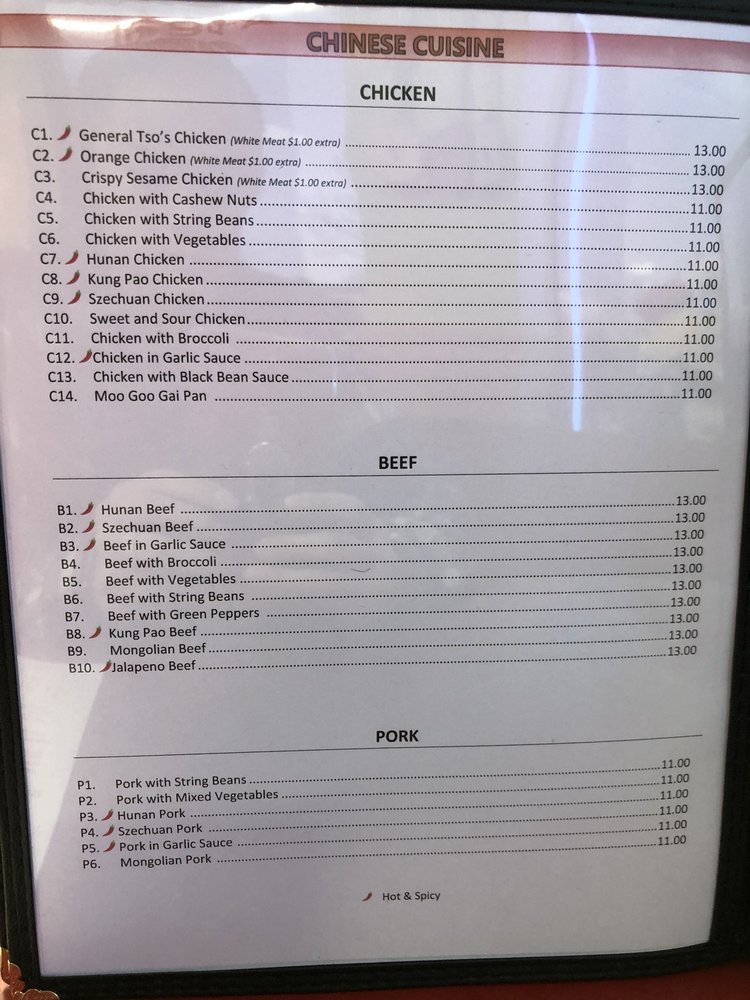 CHINESE CUISINE
CHICKEN
C1. General Tso's Chicken (White Meat $1.00 extra) 13.00
C2. Orange Chicken (White Meat $1.00 extra) 13.00
C3. Crispy Sesame Chicken (White Meat $1.00 extra) 13.00
C4. Chicken with Cashew Nuts 11.00
C5. Chicken with String Beans 11.00
C6. Chicken with Vegetables 11.00
C7. Hunan Chicken 11.00
C8. Kung Pao Chicken 11.00
C9. Szechuan Chicken 11.00
C10. Sweet and Sour Chicken 11.00
C11. Chicken with Broccoli 11.00
C12. Chicken in Garlic Sauce 11.00
C13. Chicken with Black Bean Sauce 11.00
C14. Moo Goo Gai Pan 11.00
BEEF
B1. Hunan Beef 13.00
B2. Szechuan Beef 13.00
B3. Beef in Garlic Sauce 13.00
B4. Beef with Broccoli 13.00
B5. Beef with Vegetables 13.00
B6. Beef with String Beans 13.00
B7. Beef with Green Peppers 13.00
B8. Kung Pao Beef 13.00
B9. Mongolian Beef 13.00
B10. Jalapeno Beef 13.00
PORK
P1. Pork with String Beans 11.00
P2. Pork with Mixed Vegetables 11.00
P3. Hunan Pork 11.00
P4. Szechuan Pork 11.00
P5. Pork in Garlic Sauce 11.00
P6. Mongolian Pork 11.00
Hot & Spicy